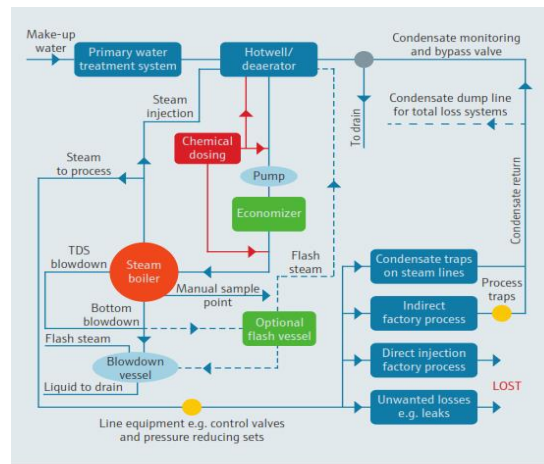 Make-up
water
Primary water
treatment system
Hotwell/
deaerator
Condensate monitoring
and bypass valve
Steam
injection
To drain
Condensate dump line
for total loss systems
Chemical
dosing
Steam
to process
Pump
Condensate return
Economizer
TDS
blowdown
Steam
boiler
Flash
steam
Condensate traps
on steam lines
Manual sample
point
Process
traps
Bottom
blowdown
Optional
flash vessel
Indirect
factory process
Flash steam
Blowdown
vessel
Direct injection
factory process
LOST
Liquid to drain
Unwanted losses
e.g. leaks
Line equipment e.g. control valves
and pressure reducing sets